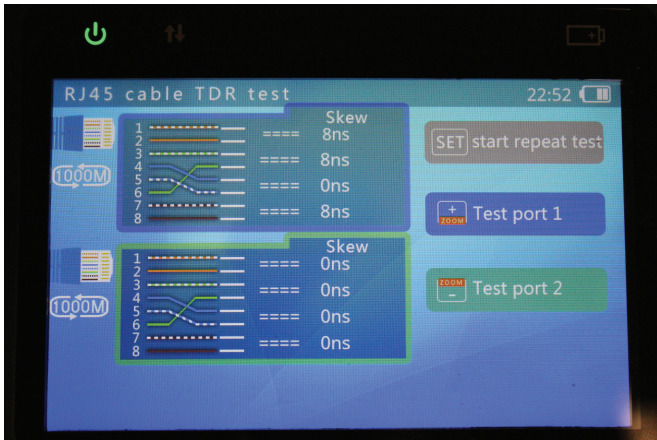 RJ45 cable TDR test 22:52
Skew
1
2 ==== 8ns
3
4 ==== 8ns
5
6 ==== 0ns
7
8 ==== 8ns
1000M
SET start repeat test
+ ZOOM Test port 1
Skew
1
2 ==== 0ns
3
4 ==== 0ns
5
6 ==== 0ns
7
8 ==== 0ns
1000M
ZOOM - Test port 2